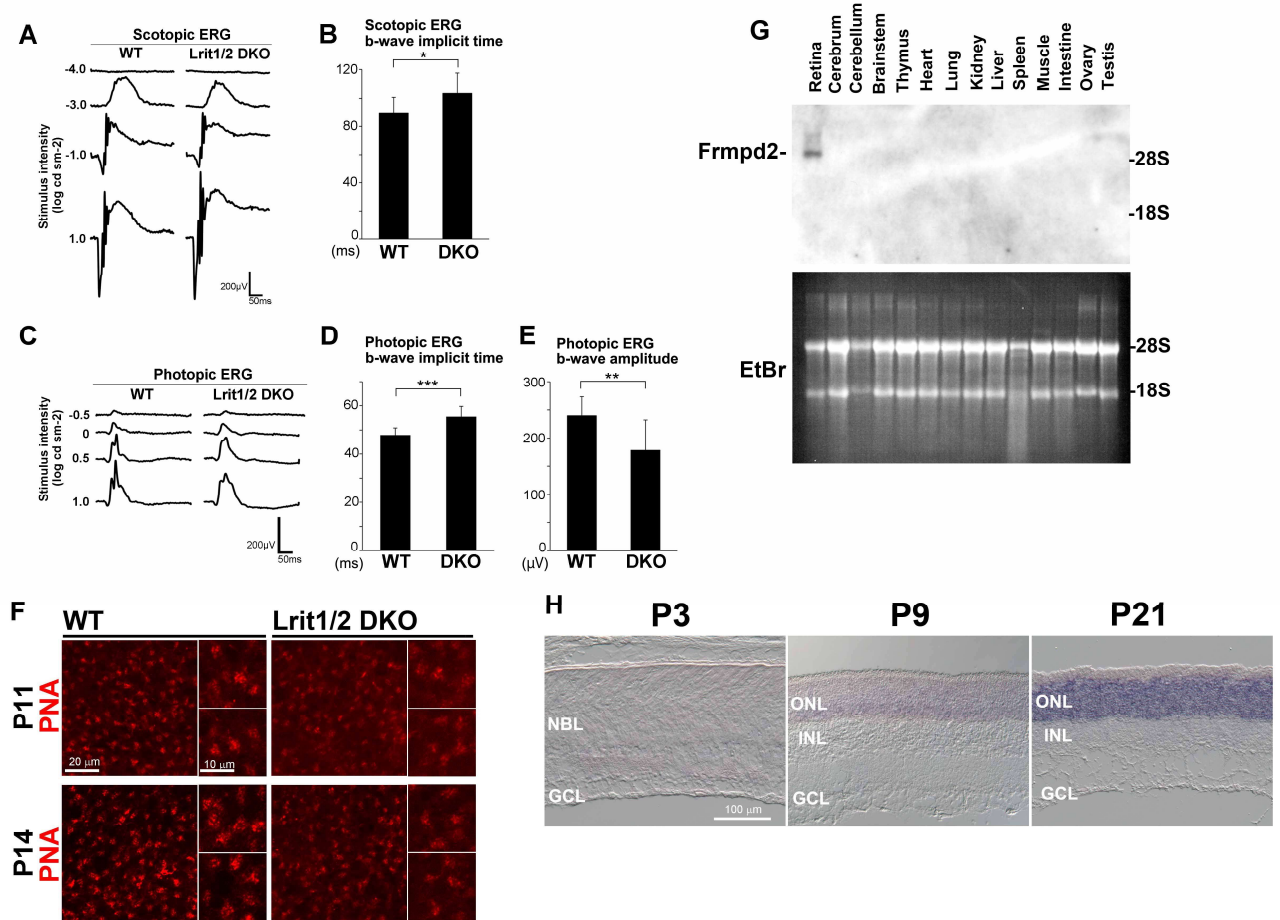 A
Scotopic ERG
WT
Lrit1/2 DKO
-4.0
-3.0
-1.0
1.0
Stimulus intensity
(log cd sm-2)
200µV
50ms
B
Scotopic ERG
b-wave implicit time
*
120
80
40
0
(ms)
WT
DKO
C
Photopic ERG
WT
Lrit1/2 DKO
-0.5
0
0.5
1.0
Stimulus intensity
(log cd sm-2)
200µV
50ms
D
Photopic ERG
b-wave implicit time
***
60
40
20
0
(ms)
WT
DKO
E
Photopic ERG
b-wave amplitude
**
300
200
100
0
(µV)
WT
DKO
F
WT
Lrit1/2 DKO
P11
PNA
20 µm
10 µm
P14
PNA
G
Retina
Cerebrum
Cerebellum
Brainstem
Thymus
Heart
Lung
Kidney
Liver
Spleen
Muscle
Intestine
Ovary
Testis
Frmpd2-
-28S
-18S
EtBr
-28S
-18S
H
P3
P9
P21
NBL
GCL
100 µm
ONL
INL
GCL
ONL
INL
GCL